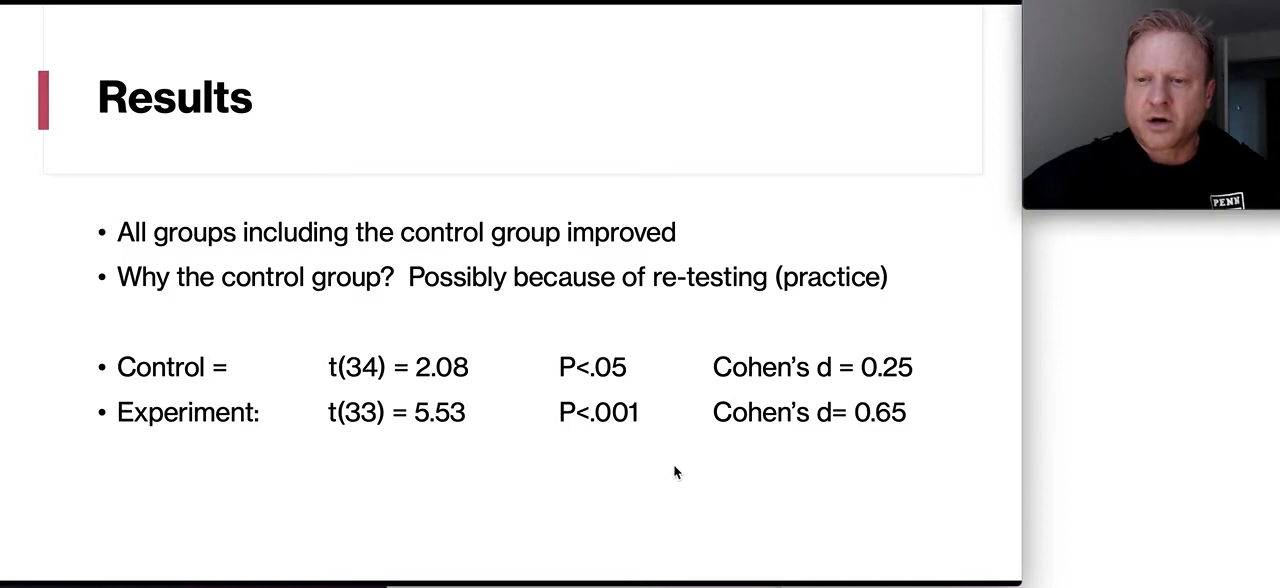 Results
• All groups including the control group improved
• Why the control group?  Possibly because of re-testing (practice)
• Control = t(34) = 2.08 P<.05 Cohen’s d = 0.25
• Experiment: t(33) = 5.53 P<.001 Cohen’s d= 0.65
PENN